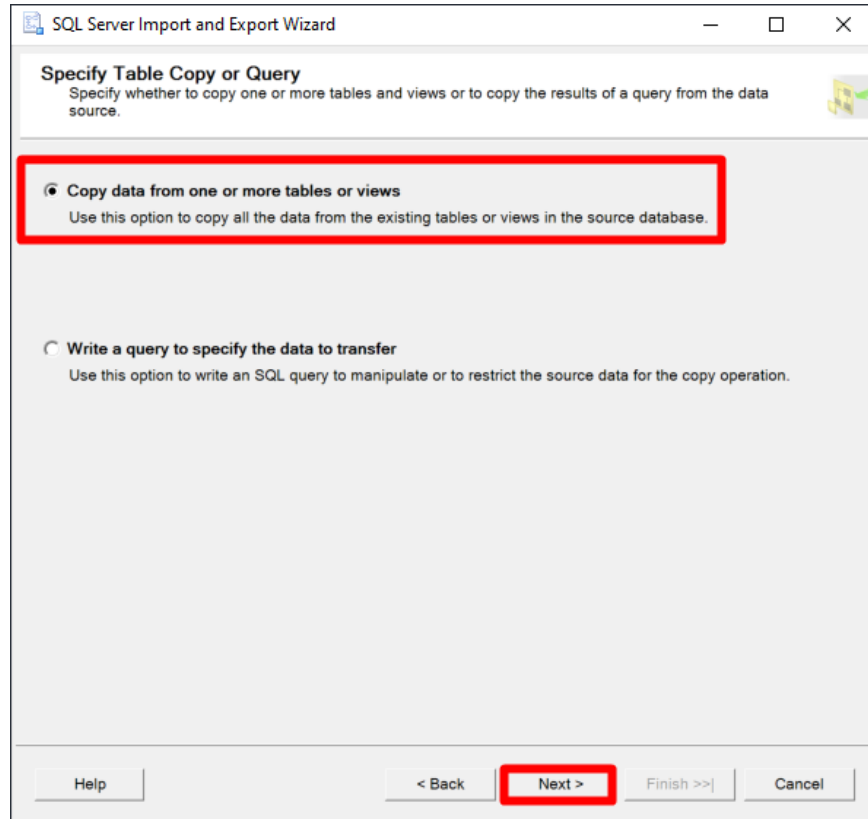 SQL Server Import and Export Wizard
Specify Table Copy or Query
Specify whether to copy one or more tables and views or to copy the results of a query from the data
source.
Copy data from one or more tables or views
Use this option to copy all the data from the existing tables or views in the source database.
Write a query to specify the data to transfer
Use this option to write an SQL query to manipulate or to restrict the source data for the copy operation.
Help
< Back
Next >
Finish >>|
Cancel